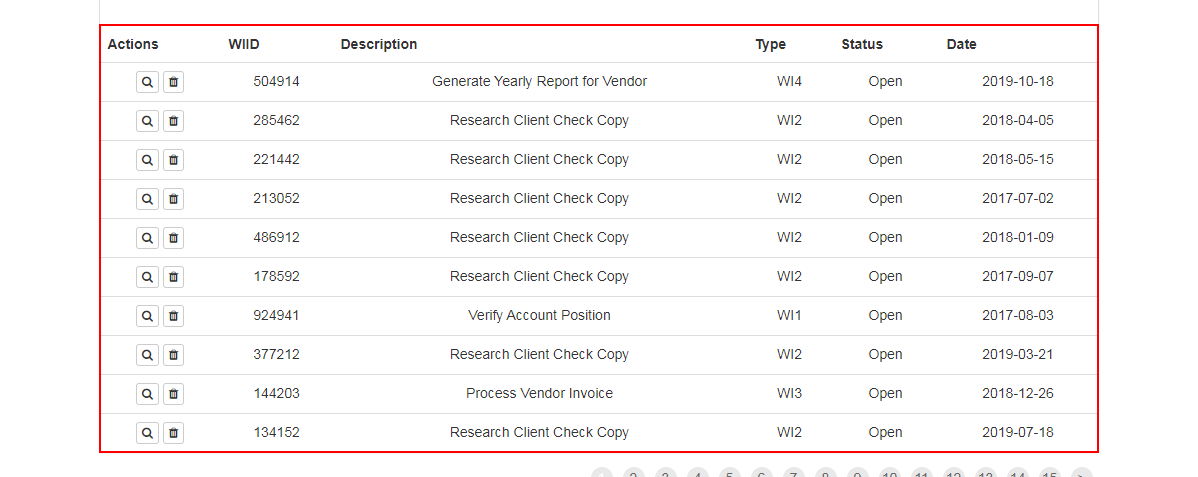 Actions WIID Description Type Status Date
504914 Generate Yearly Report for Vendor WI4 Open 2019-10-18
285462 Research Client Check Copy WI2 Open 2018-04-05
221442 Research Client Check Copy WI2 Open 2018-05-15
213052 Research Client Check Copy WI2 Open 2017-07-02
486912 Research Client Check Copy WI2 Open 2018-01-09
178592 Research Client Check Copy WI2 Open 2017-09-07
924941 Verify Account Position WI1 Open 2017-08-03
377212 Research Client Check Copy WI2 Open 2019-03-21
144203 Process Vendor Invoice WI3 Open 2018-12-26
134152 Research Client Check Copy WI2 Open 2019-07-18
1 2 3 4 5 6 7 8 9 10 11 12 13 14 15 >